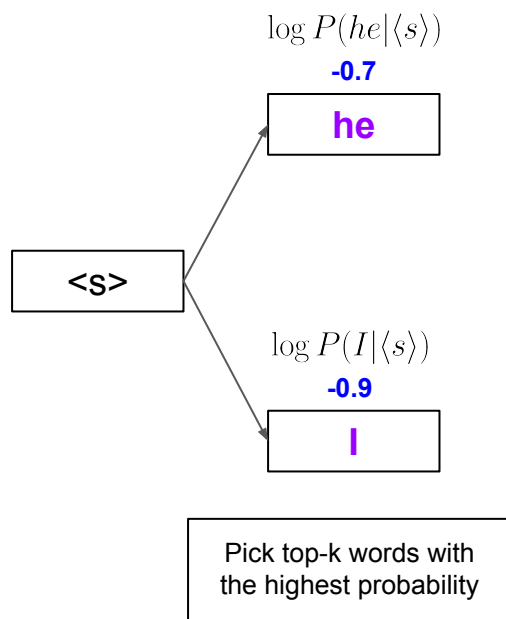 log P(he|⟨s⟩)
-0.7
he
<s>
log P(I|⟨s⟩)
-0.9
I
Pick top-k words with
the highest probability